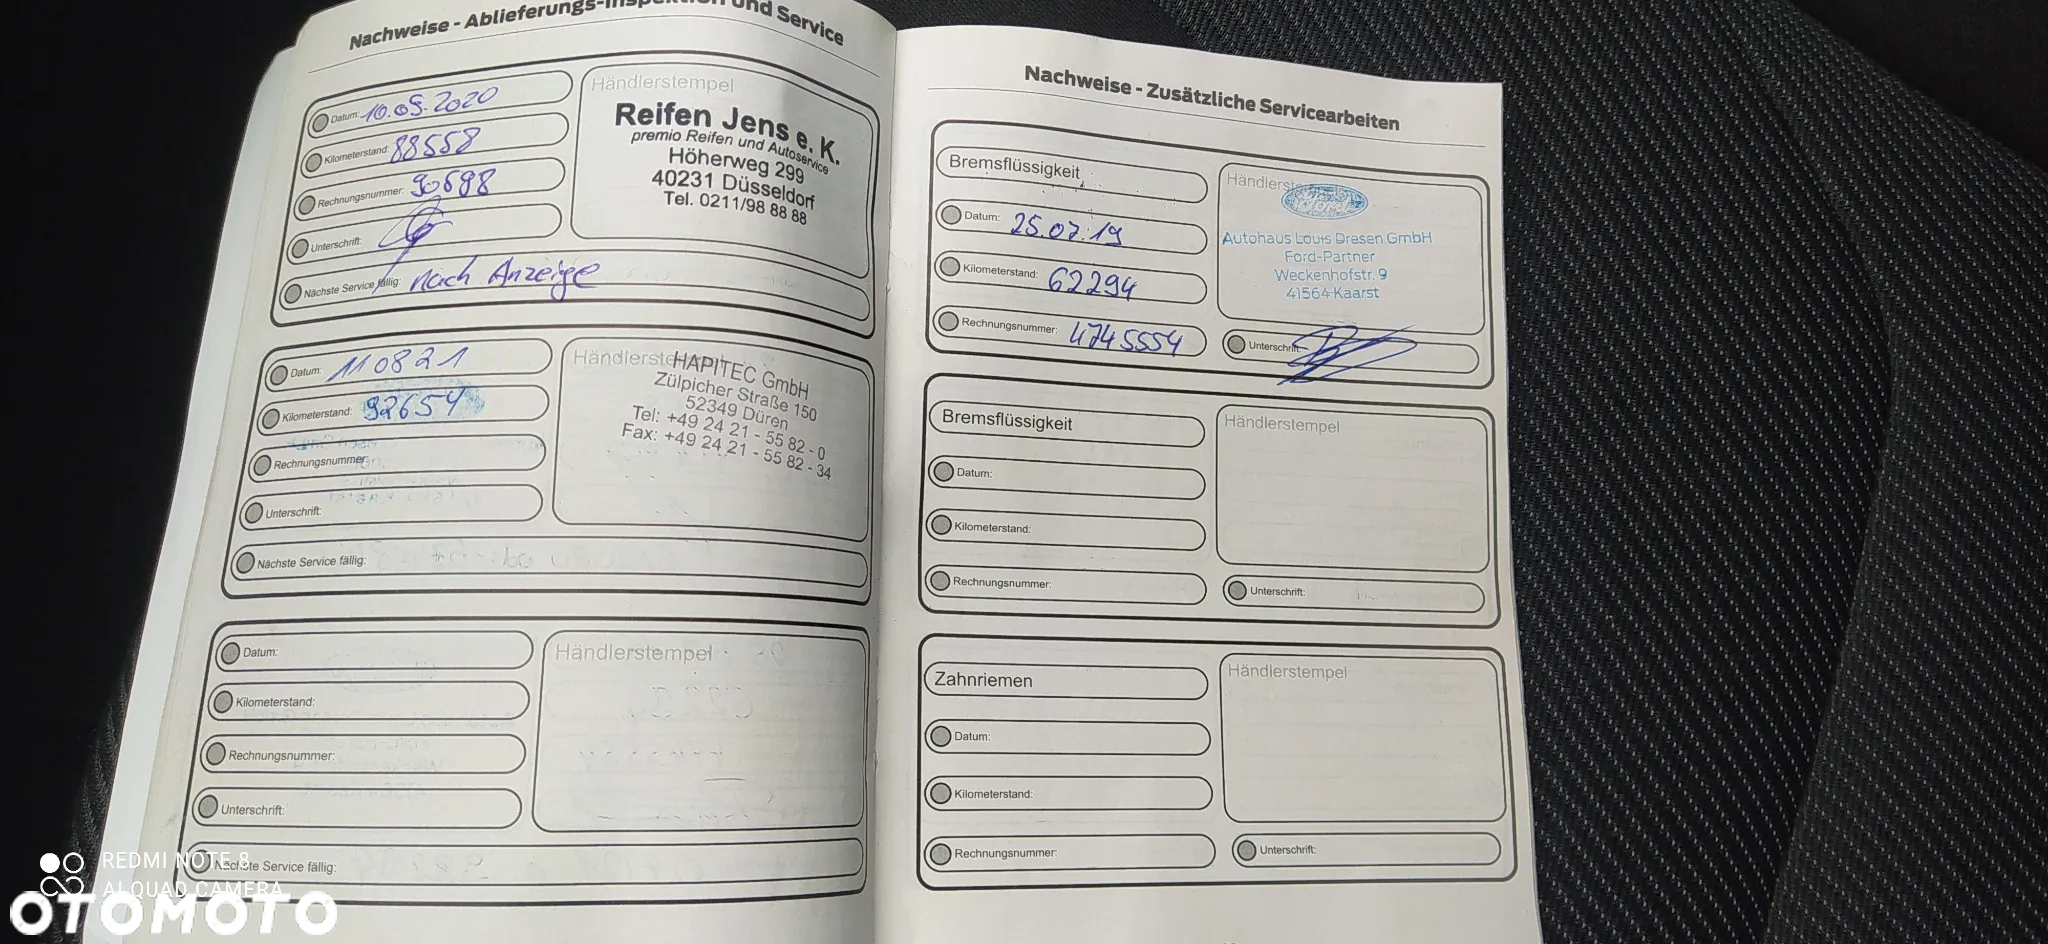 Nachweise - Ablieferungs-Inspektion und Service
Datum: 10.09.2020
Kilometerstand: 88558
Rechnungsnummer: 90698
Unterschrift:
Nächste Service fällig: nach Anzeige
Händlerstempel
Reifen Jens e. K.
premio Reifen und Autoservice
Höherweg 299
40231 Düsseldorf
Tel. 0211/98 88 88
Datum: 110821
Kilometerstand: 92654
Rechnungsnummer:
Unterschrift:
Nächste Service fällig:
Händlerstempel
HAPITEC GmbH
Zülpicher Straße 150
52349 Düren
Tel: +49 24 21 - 55 82 - 0
Fax: +49 24 21 - 55 82 - 34
Datum:
Kilometerstand:
Rechnungsnummer:
Unterschrift:
Nächste Service fällig:
Händlerstempel
Nachweise - Zusätzliche Servicearbeiten
Bremsflüssigkeit
Datum: 25.07.19
Kilometerstand: 62294
Rechnungsnummer: 4745554
Händlerstempel
Ford
Autohaus Louis Dresen GmbH
Ford-Partner
Weckenhofstr. 9
41564 Kaarst
Unterschrift:
Bremsflüssigkeit
Datum:
Kilometerstand:
Rechnungsnummer:
Händlerstempel
Unterschrift:
Zahnriemen
Datum:
Kilometerstand:
Rechnungsnummer:
Händlerstempel
Unterschrift:
REDMI NOTE 8
AI QUAD CAMERA
OTOMOTO